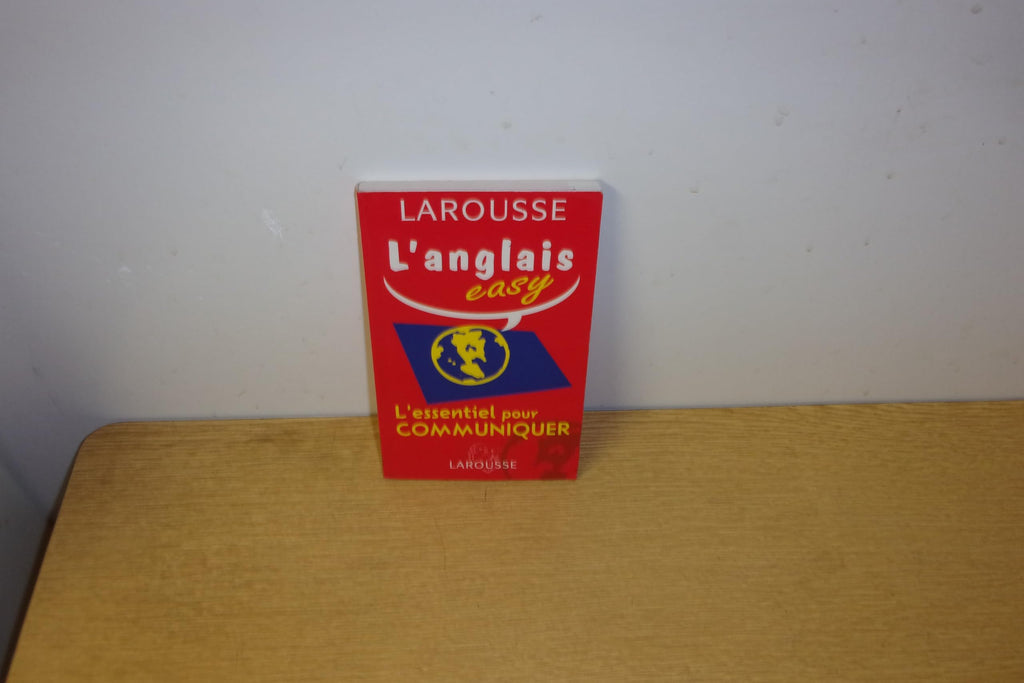 LAROUSSE
L'anglais
easy
L'essentiel pour
COMMUNIQUER
LAROUSSE